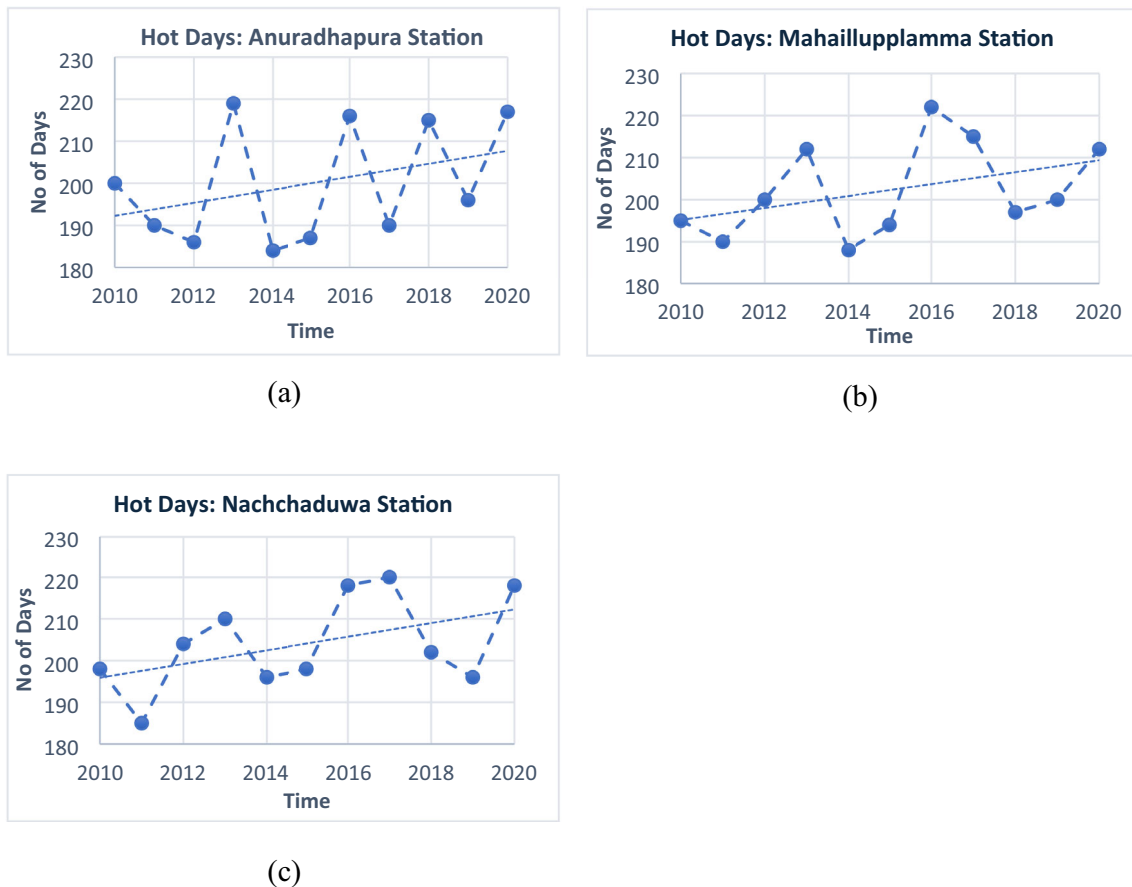 Hot Days: Anuradhapura Station
230
220
210
200
190
180
No of Days
2010 2012 2014 2016 2018 2020
Time
(a)
Hot Days: Mahaillupplamma Station
230
220
210
200
190
180
No of Days
2010 2012 2014 2016 2018 2020
Time
(b)
Hot Days: Nachchaduwa Station
230
220
210
200
190
180
No of Days
2010 2012 2014 2016 2018 2020
Time
(c)